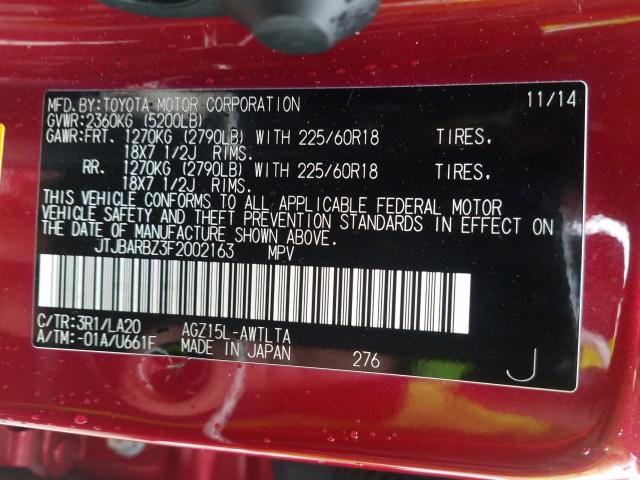 MFD.BY:TOYOTA MOTOR CORPORATION 11/14
GVWR:2360KG (5200LB)
GAWR:FRT. 1270KG (2790LB) WITH 225/60R18 TIRES.
18X7 1/2J RIMS.
RR. 1270KG (2790LB) WITH 225/60R18 TIRES.
18X7 1/2J RIMS.
THIS VEHICLE CONFORMS TO ALL APPLICABLE FEDERAL MOTOR
VEHICLE SAFETY AND THEFT PREVENTION STANDARDS IN EFFECT ON
THE DATE OF MANUFACTURE SHOWN ABOVE.
JTJBARBZ3F2002163 MPV
C/TR:3R1/LA20 AGZ15L-AWTLTA
A/TM:-01A/U661F MADE IN JAPAN 276 J